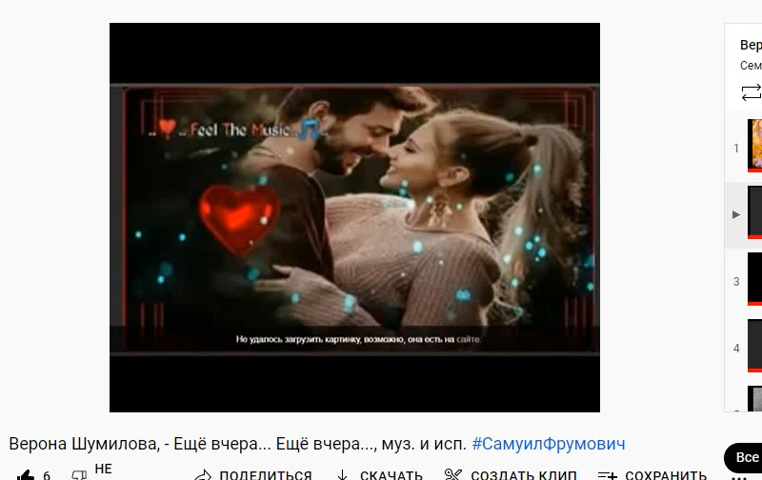 ..❤... Feel The Music..🎵..
Не удалось загрузить картинку, возможно, она есть на сайте.
Верона Шумилова, - Ещё вчера... Ещё вчера..., муз. и исп. #СамуилФрумович
6
НЕ
ПОДЕЛИТЬСЯ
СКАЧАТЬ
СОЗДАТЬ КЛИП
СОХРАНИТЬ
Вер
Сем
1
3
4
Все